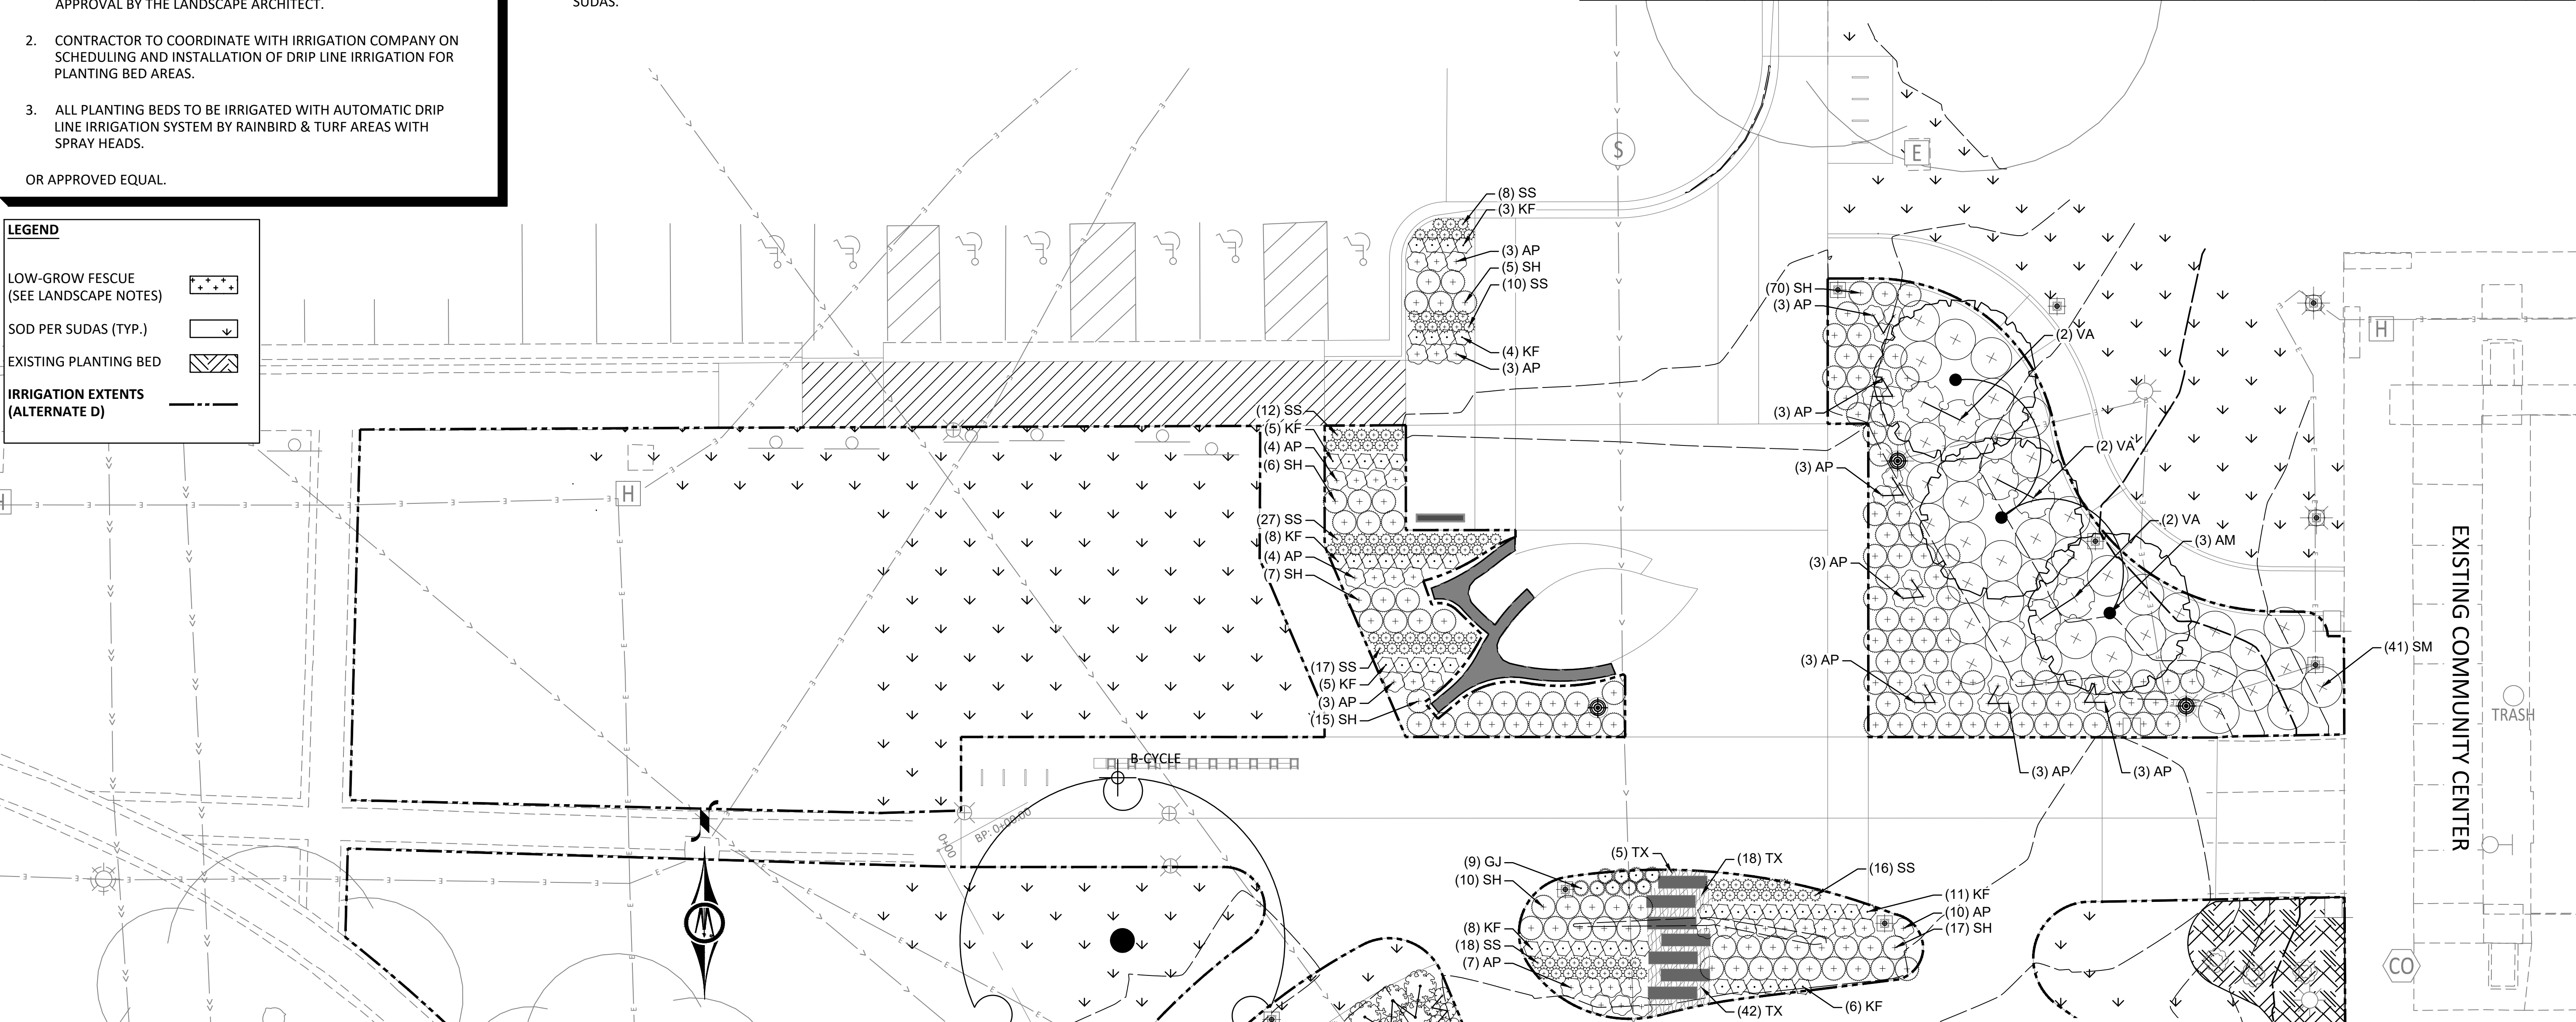 APPROVAL BY THE LANDSCAPE ARCHITECT.
2. CONTRACTOR TO COORDINATE WITH IRRIGATION COMPANY ON
SCHEDULING AND INSTALLATION OF DRIP LINE IRRIGATION FOR
PLANTING BED AREAS.
3. ALL PLANTING BEDS TO BE IRRIGATED WITH AUTOMATIC DRIP
LINE IRRIGATION SYSTEM BY RAINBIRD & TURF AREAS WITH
SPRAY HEADS.
OR APPROVED EQUAL.
SUDAS.
LEGEND
LOW-GROW FESCUE
(SEE LANDSCAPE NOTES)
SOD PER SUDAS (TYP.)
EXISTING PLANTING BED
IRRIGATION EXTENTS
(ALTERNATE D)
S
E
H
H
H
(8) SS
(3) KF
(3) AP
(5) SH
(10) SS
(4) KF
(3) AP
(12) SS
(5) KF
(4) AP
(6) SH
(27) SS
(8) KF
(4) AP
(7) SH
(17) SS
(5) KF
(3) AP
(15) SH
(70) SH
(3) AP
(3) AP
(3) AP
(3) AP
(3) AP
(3) AP
(3) AP
(2) VA
(2) VA
(2) VA
(3) AM
(41) SM
EXISTING COMMUNITY CENTER
TRASH
CO
B-CYCLE
BP: 0+00.00
0+00
N
(9) GJ
(10) SH
(8) KF
(18) SS
(7) AP
(5) TX
(18) TX
(16) SS
(11) KF
(10) AP
(17) SH
(6) KF
(42) TX